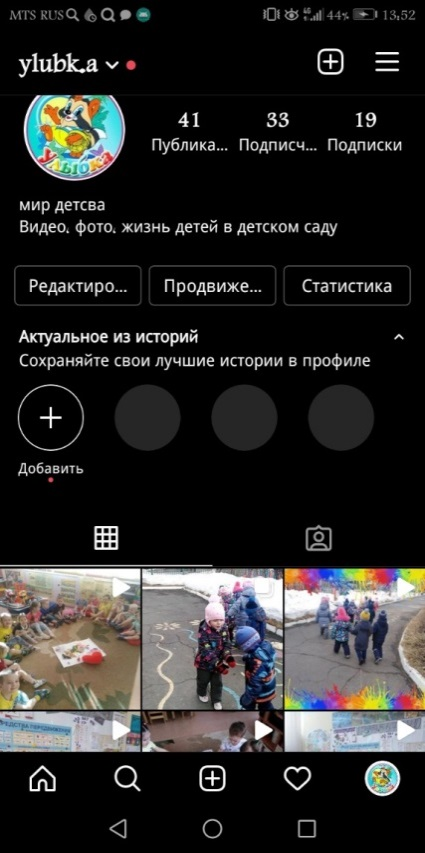 MTS RUS 44% 13:52
ylubk.a
41 33 19
Публика... Подписч... Подписки
УЛЫБКА
мир детсва
Видео, фото, жизнь детей в детском саду
Редактиро... Продвиже... Статистика
Актуальное из историй
Сохраняйте свои лучшие истории в профиле
Добавить